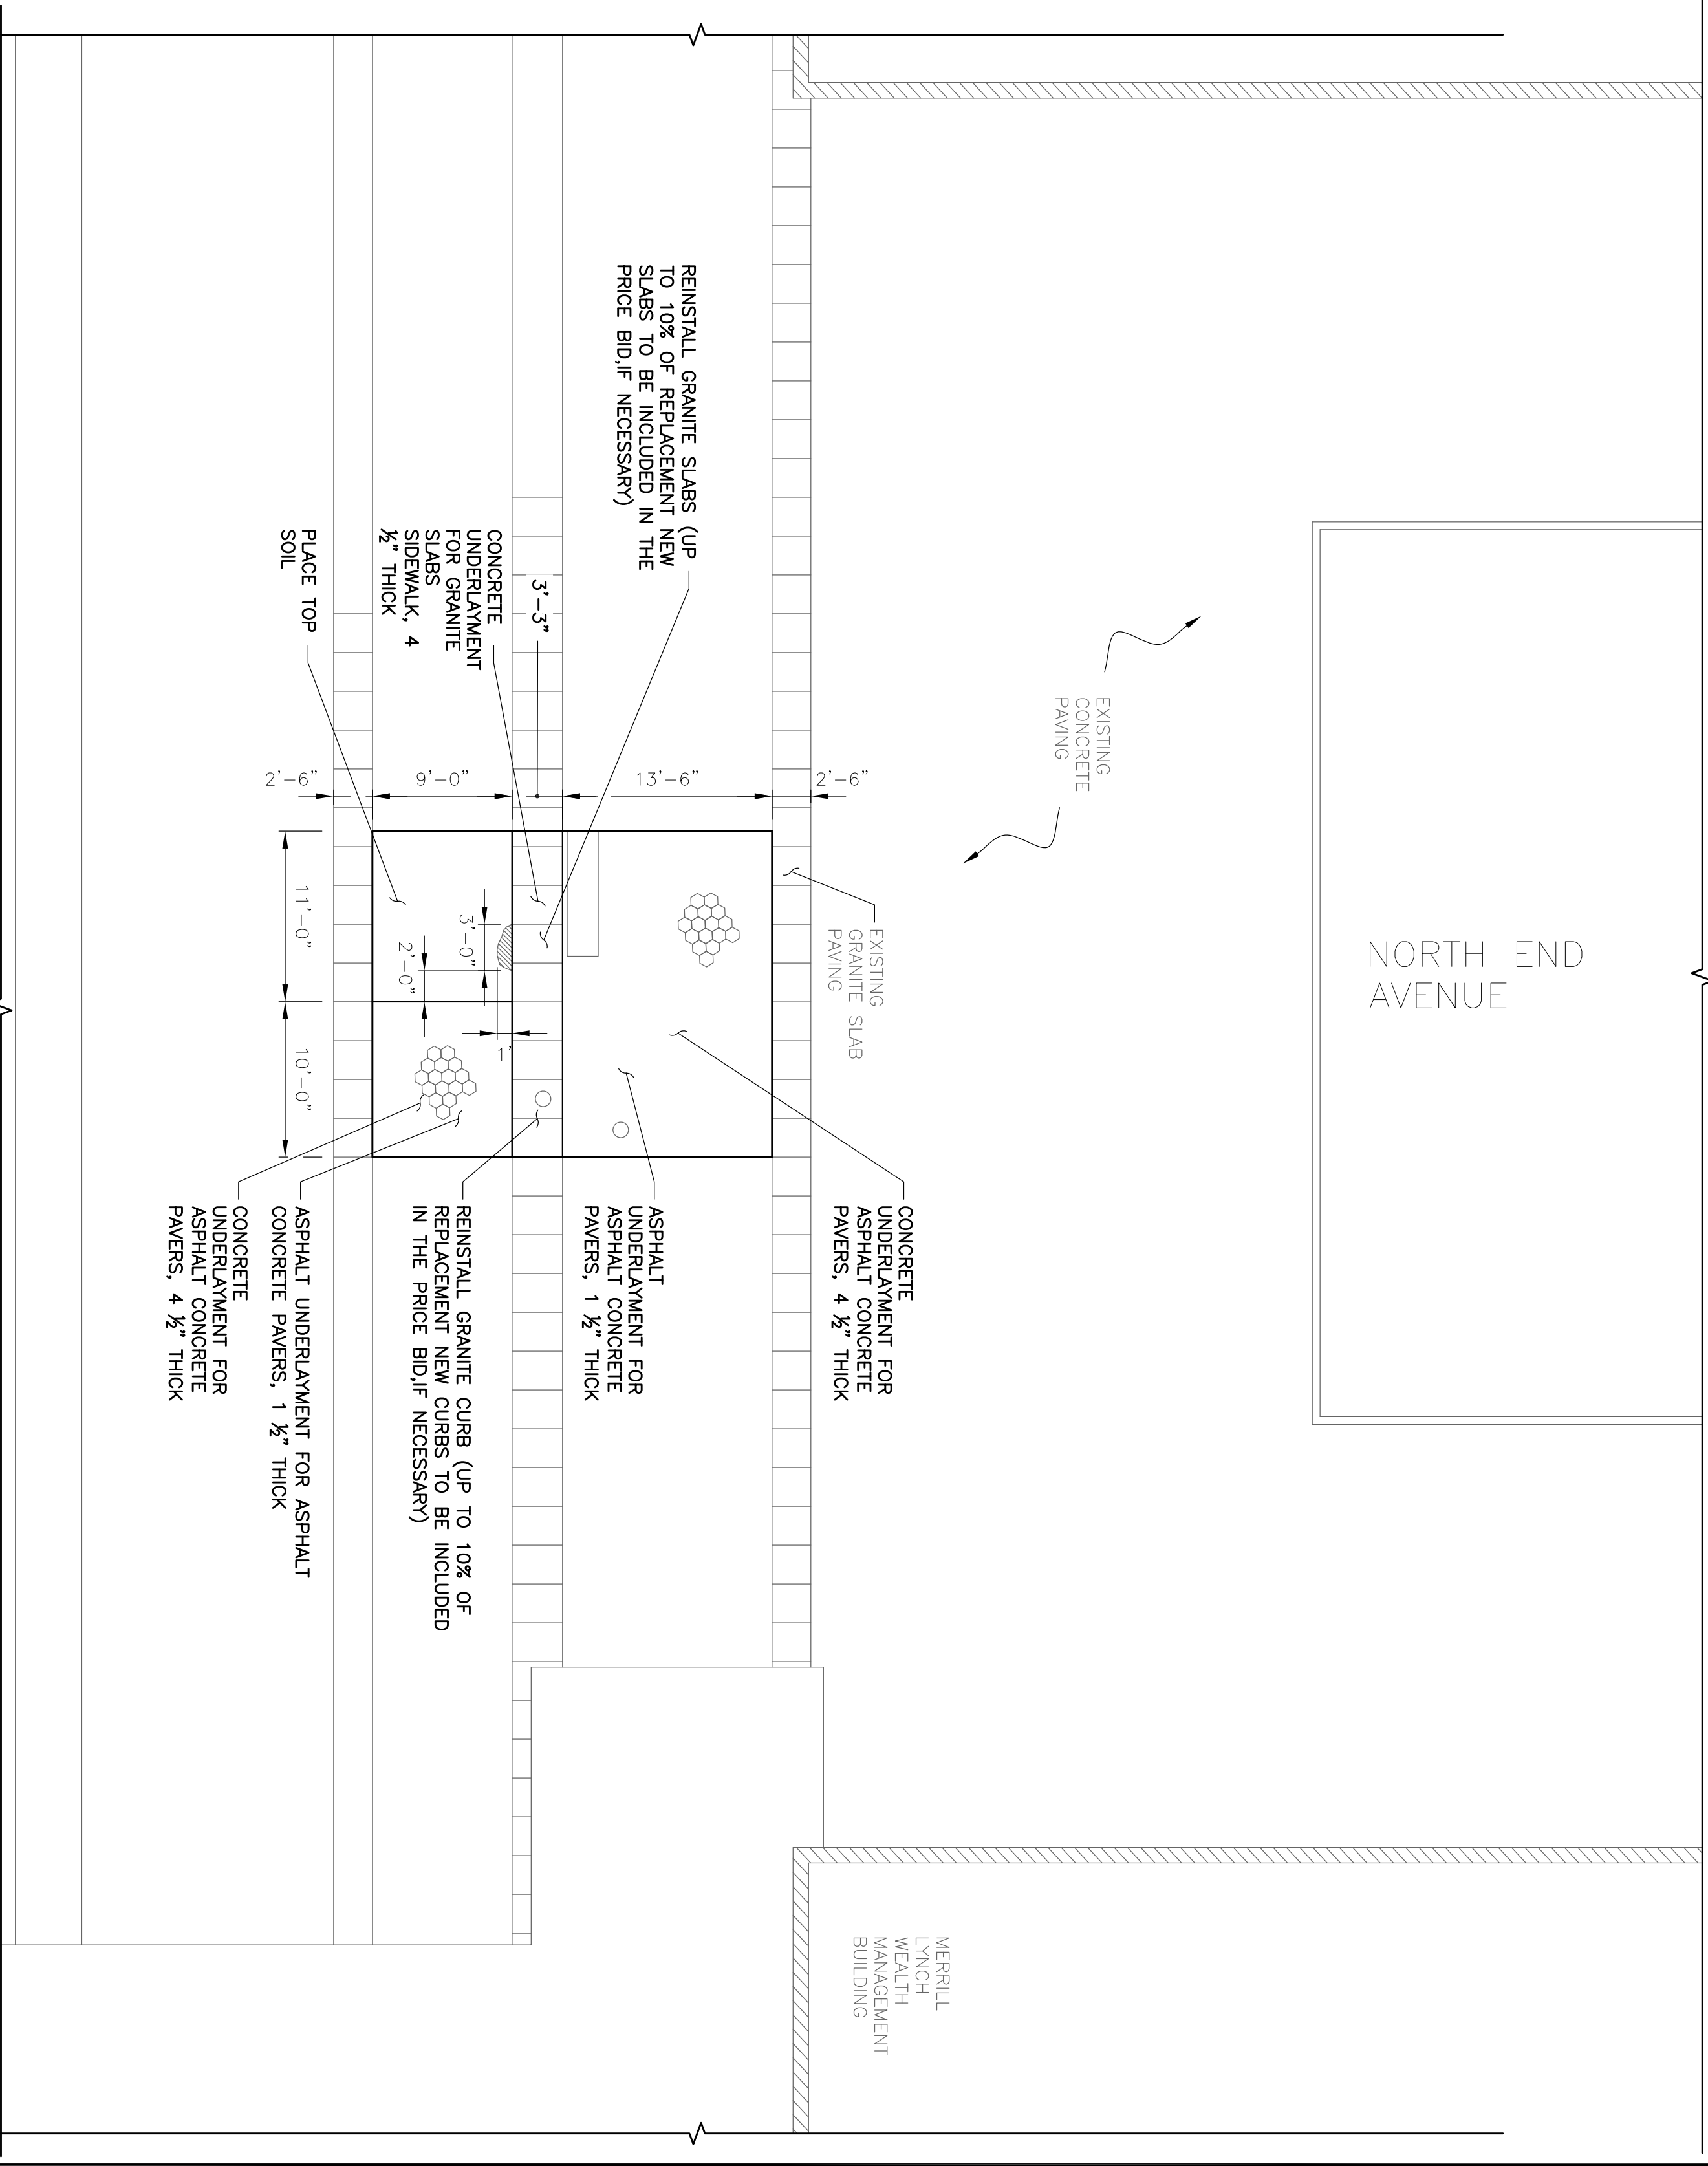 NORTH END
AVENUE
EXISTING
CONCRETE
PAVING
REINSTALL GRANITE SLABS (UP
TO 10% OF REPLACEMENT NEW
SLABS TO BE INCLUDED IN THE
PRICE BID,IF NECESSARY)
CONCRETE
UNDERLAYMENT
FOR GRANITE
SLABS
SIDEWALK, 4
½" THICK
3'-3"
PLACE TOP
SOIL
2'-6"
9'-0"
13'-6"
2'-6"
EXISTING
GRANITE SLAB
PAVING
11'-0"
10'-0"
3'-0"
2'-0"
1'
CONCRETE
UNDERLAYMENT FOR
ASPHALT CONCRETE
PAVERS, 4 ½" THICK
ASPHALT
UNDERLAYMENT FOR
ASPHALT CONCRETE
PAVERS, 1 ½" THICK
REINSTALL GRANITE CURB (UP TO 10% OF
REPLACEMENT NEW CURBS TO BE INCLUDED
IN THE PRICE BID,IF NECESSARY)
ASPHALT UNDERLAYMENT FOR ASPHALT
CONCRETE PAVERS, 1 ½" THICK
CONCRETE
UNDERLAYMENT FOR
ASPHALT CONCRETE
PAVERS, 4 ½" THICK
MERRILL
LYNCH
WEALTH
MANAGEMENT
BUILDING